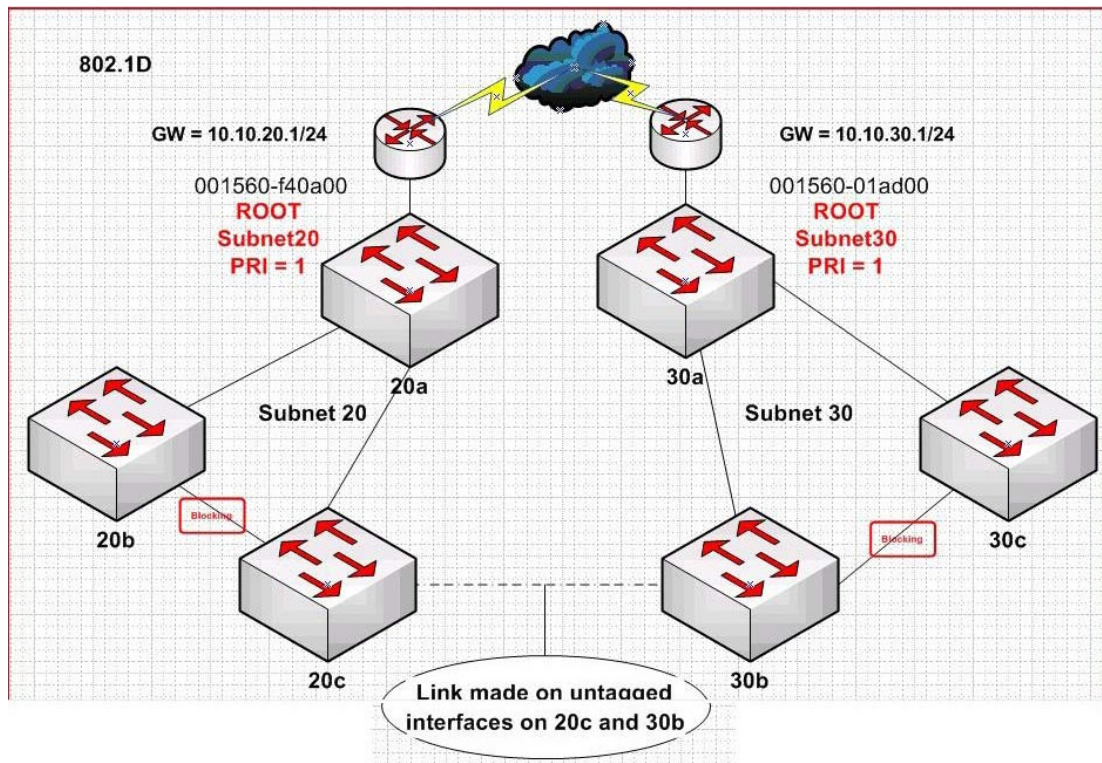 802.1D
GW = 10.10.20.1/24
GW = 10.10.30.1/24
001560-f40a00
ROOT
Subnet20
PRI = 1
001560-01ad00
ROOT
Subnet30
PRI = 1
20a
30a
Subnet 20
Subnet 30
Blocking
Blocking
20b
30c
20c
30b
Link made on untagged
interfaces on 20c and 30b